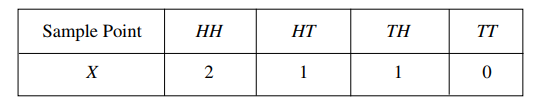 Sample Point HH HT TH TT
X 2 1 1 0